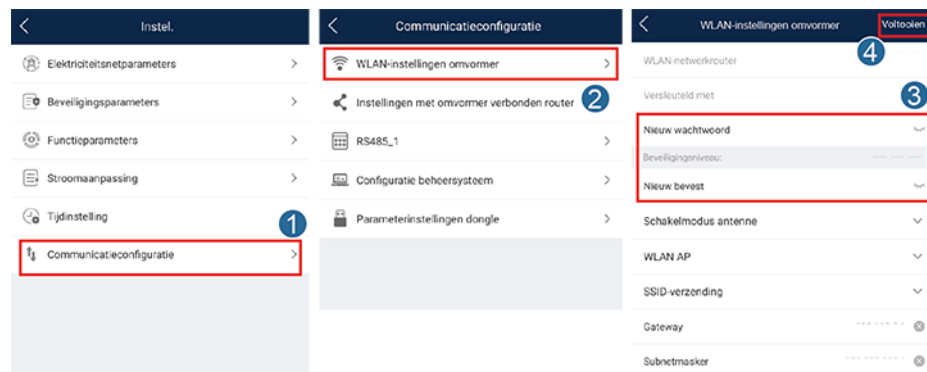 Instel.
Elektriciteitsnetparameters
Beveiligingsparameters
Functieparameters
Stroomaanpassing
Tijdinstelling
1
Communicatieconfiguratie
Communicatieconfiguratie
WLAN-instellingen omvormer
2
Instellingen met omvormer verbonden router
RS485_1
Configuratie beheersysteem
Parameterinstellingen dongle
WLAN-instellingen omvormer
Voltooien
4
WLAN-netwerkrouter
Versleuteld met
3
Nieuw wachtwoord
Beveiligingsniveau:
Nieuw bevest
Schakelmodus antenne
WLAN AP
SSID-verzending
Gateway
Subnetmasker